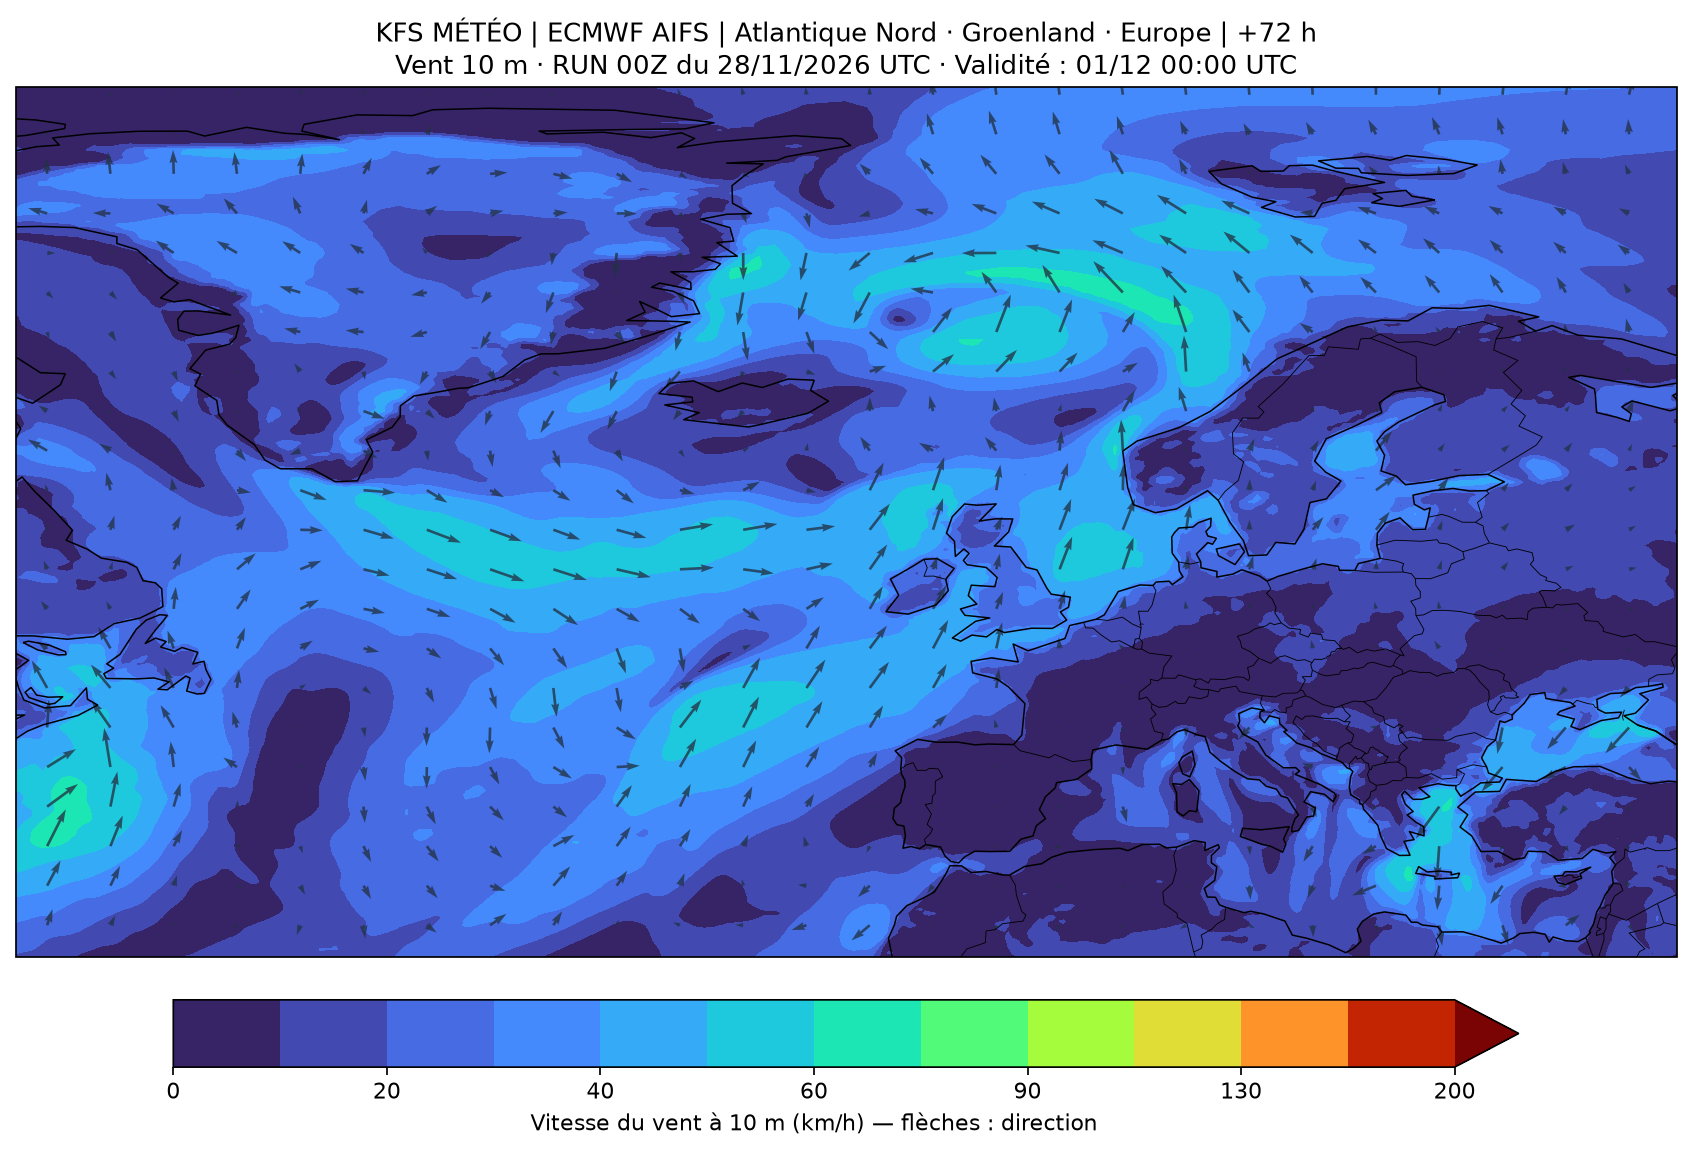 KFS MÉTÉO | ECMWF AIFS | Atlantique Nord · Groenland · Europe | +72 h
Vent 10 m · RUN 00Z du 28/11/2026 UTC · Validité : 01/12 00:00 UTC
0 20 40 60 90 130 200
Vitesse du vent à 10 m (km/h) — flèches : direction